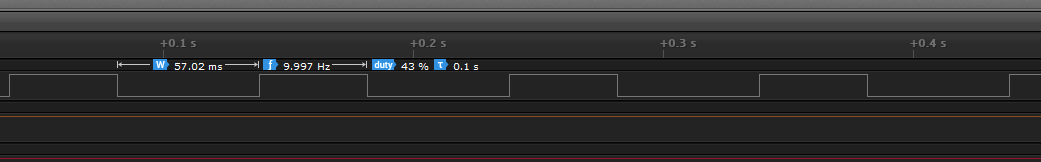 +0.1 s +0.2 s +0.3 s +0.4 s
W 57.02 ms f 9.997 Hz duty 43 % τ 0.1 s